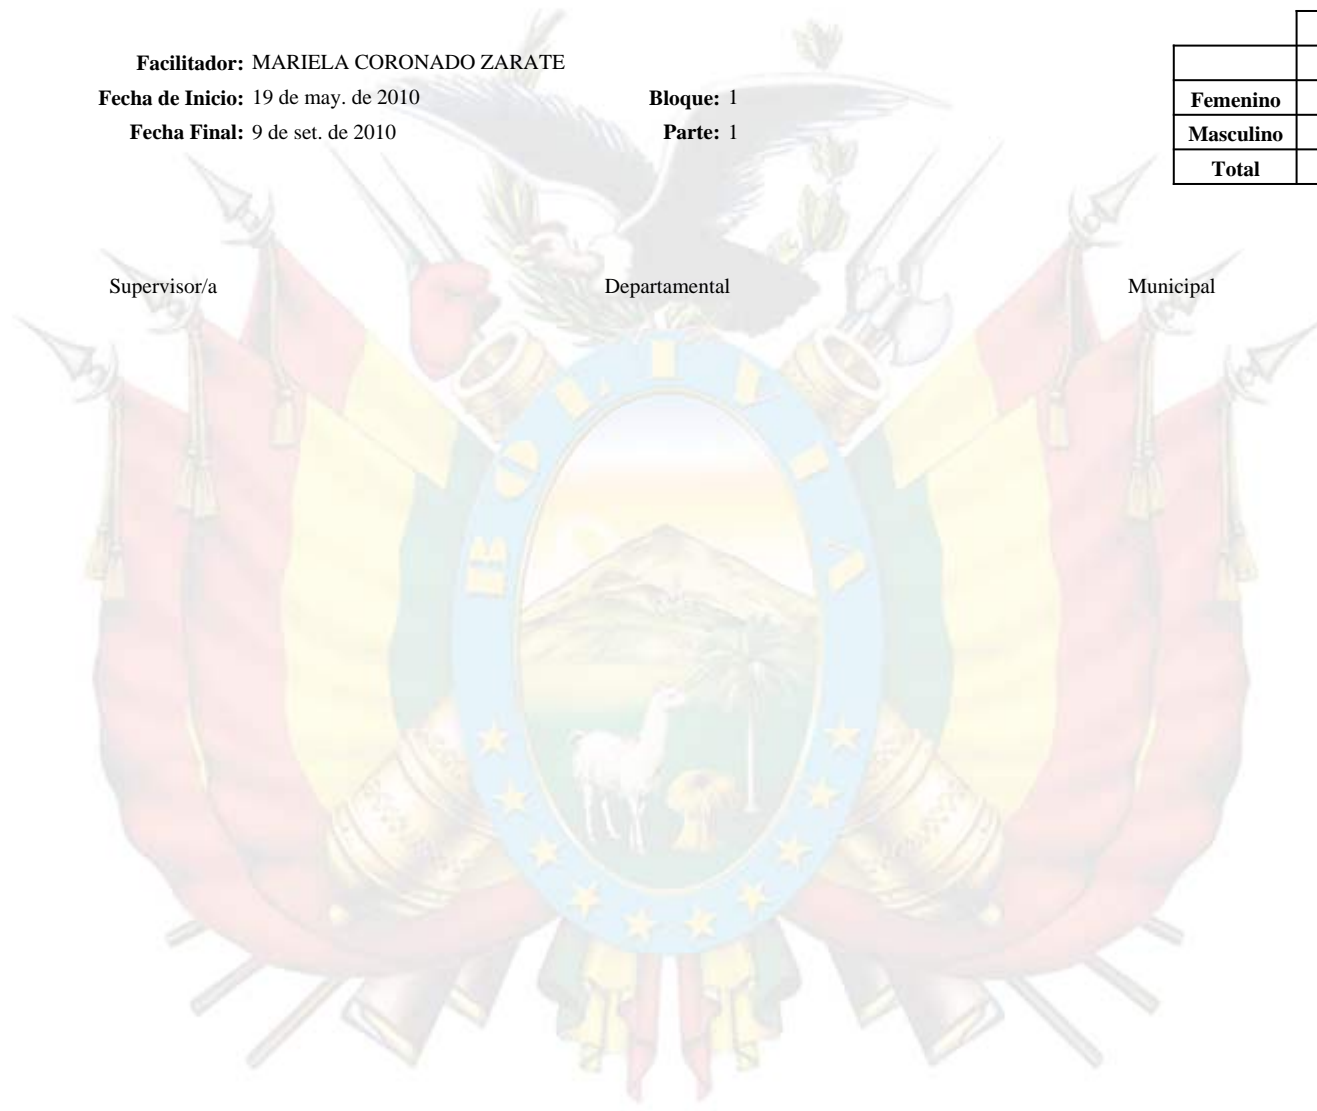 Facilitador: MARIELA CORONADO ZARATE
Fecha de Inicio: 19 de may. de 2010 Bloque: 1
Fecha Final: 9 de set. de 2010 Parte: 1
Femenino
Masculino
Total
Supervisor/a Departamental Municipal
BOLIVIA